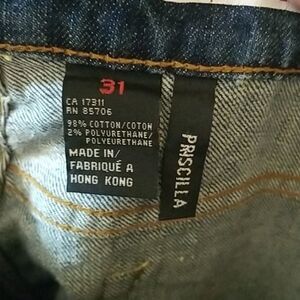 31
CA 17311
RN 85706
98% COTTON/COTON
2% POLYURETHANE/
POLYURETHANE
MADE IN/
FABRIQUÉ A
HONG KONG
PRISCILLA